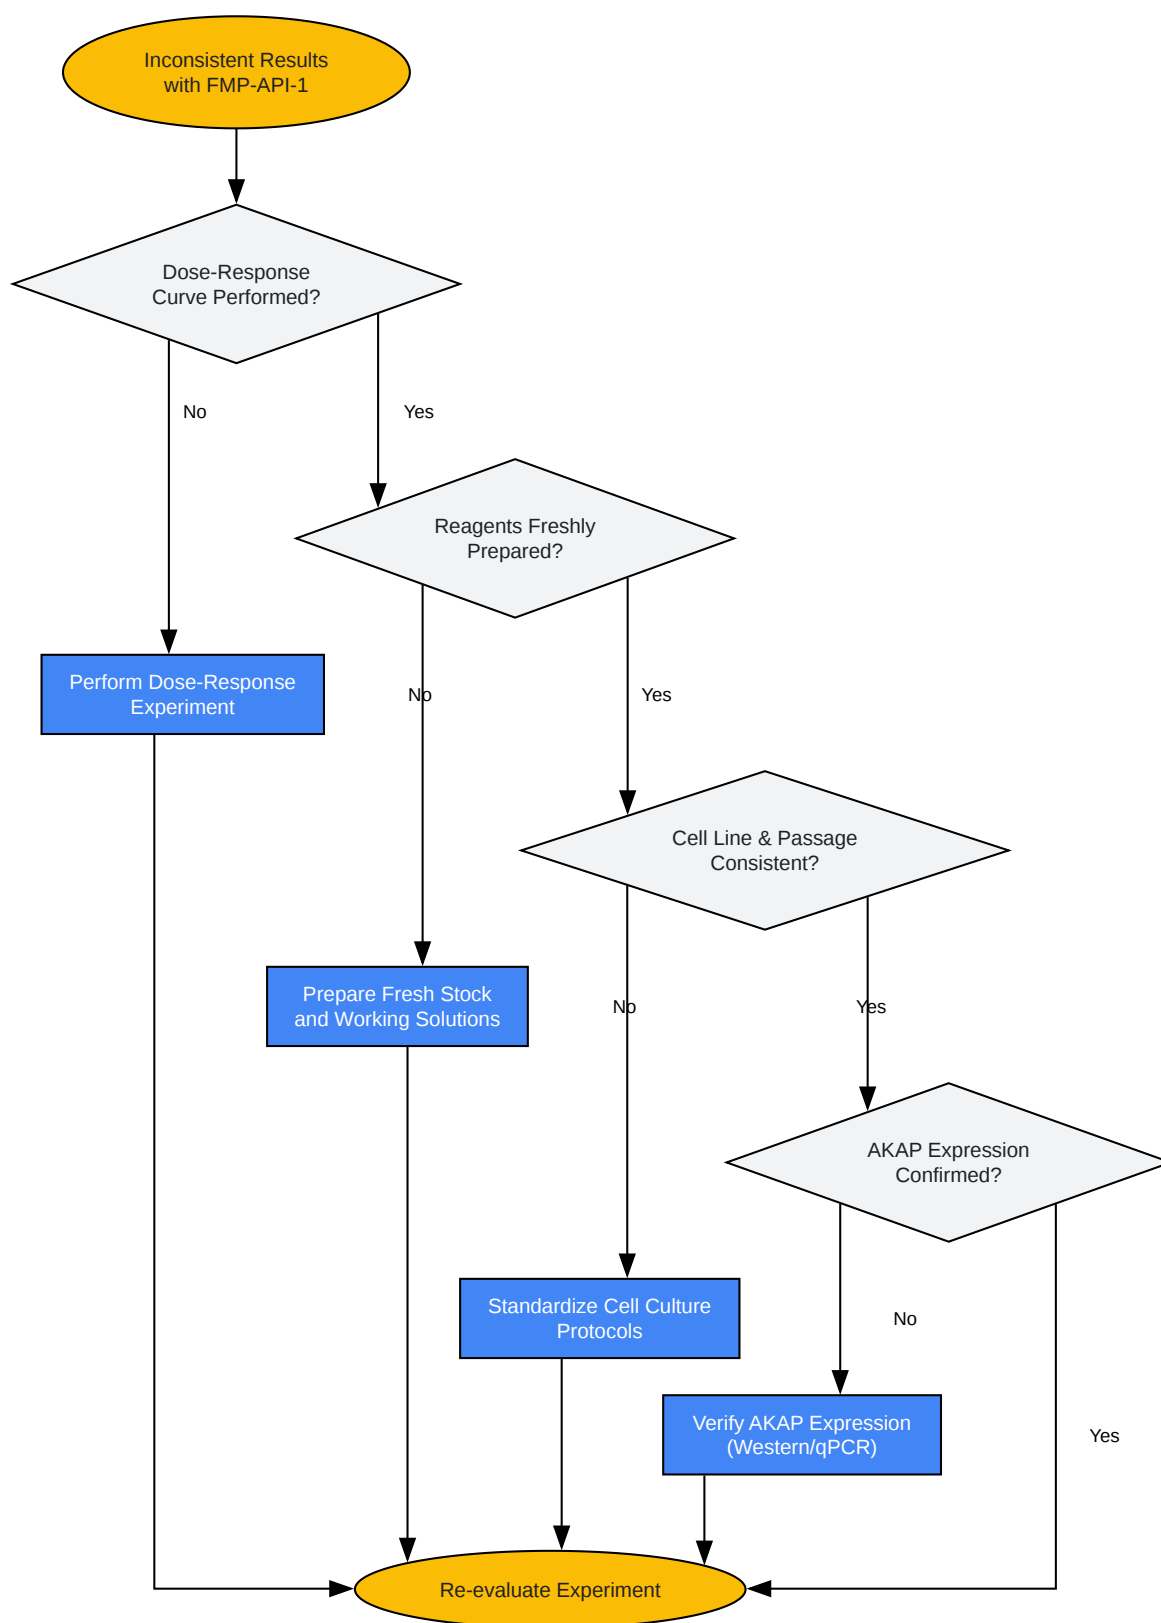 Inconsistent Results
with FMP-API-1
Dose-Response
Curve Performed?
No
Yes
Reagents Freshly
Prepared?
Perform Dose-Response
Experiment
No
Yes
Cell Line & Passage
Consistent?
Prepare Fresh Stock
and Working Solutions
No
Yes
AKAP Expression
Confirmed?
Standardize Cell Culture
Protocols
No
Verify AKAP Expression
(Western/qPCR)
Yes
Re-evaluate Experiment